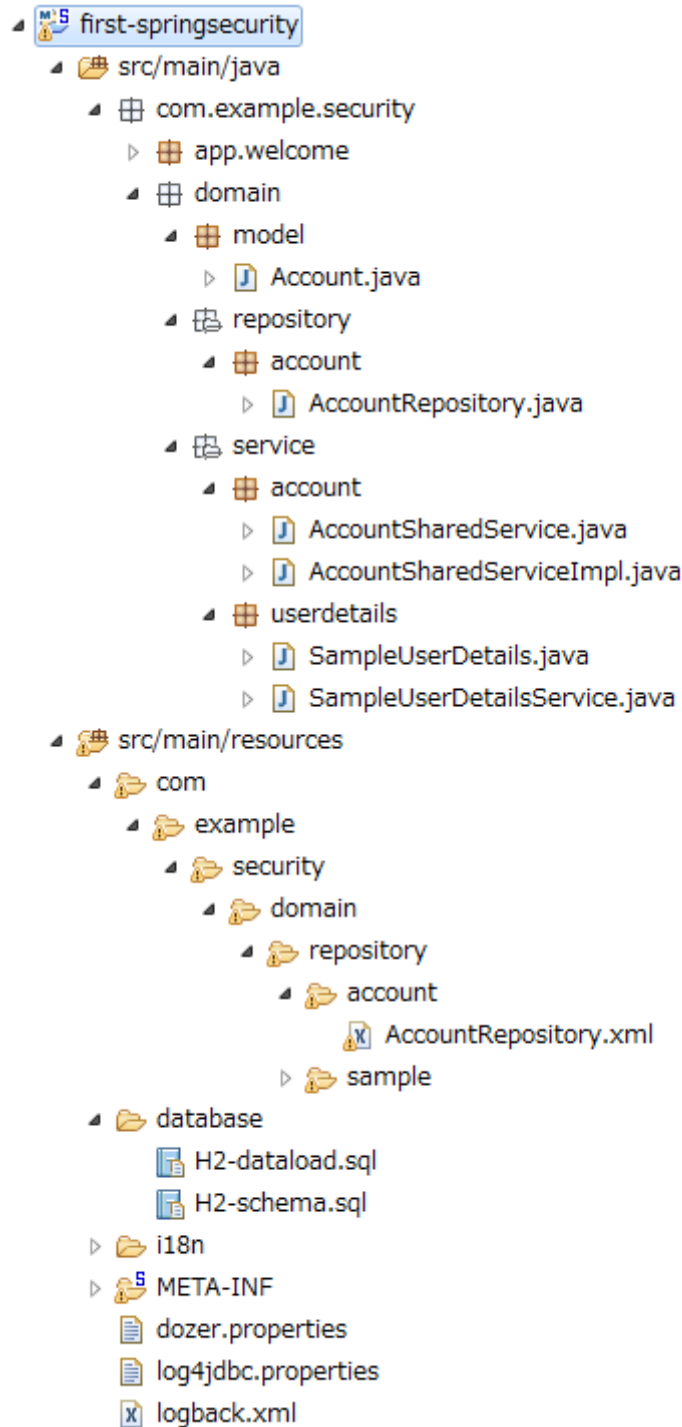 first-springsecurity
src/main/java
com.example.security
app.welcome
domain
model
Account.java
repository
account
AccountRepository.java
service
account
AccountSharedService.java
AccountSharedServiceImpl.java
userdetails
SampleUserDetails.java
SampleUserDetailsService.java
src/main/resources
com
example
security
domain
repository
account
AccountRepository.xml
sample
database
H2-dataload.sql
H2-schema.sql
i18n
META-INF
dozer.properties
log4jdbc.properties
logback.xml